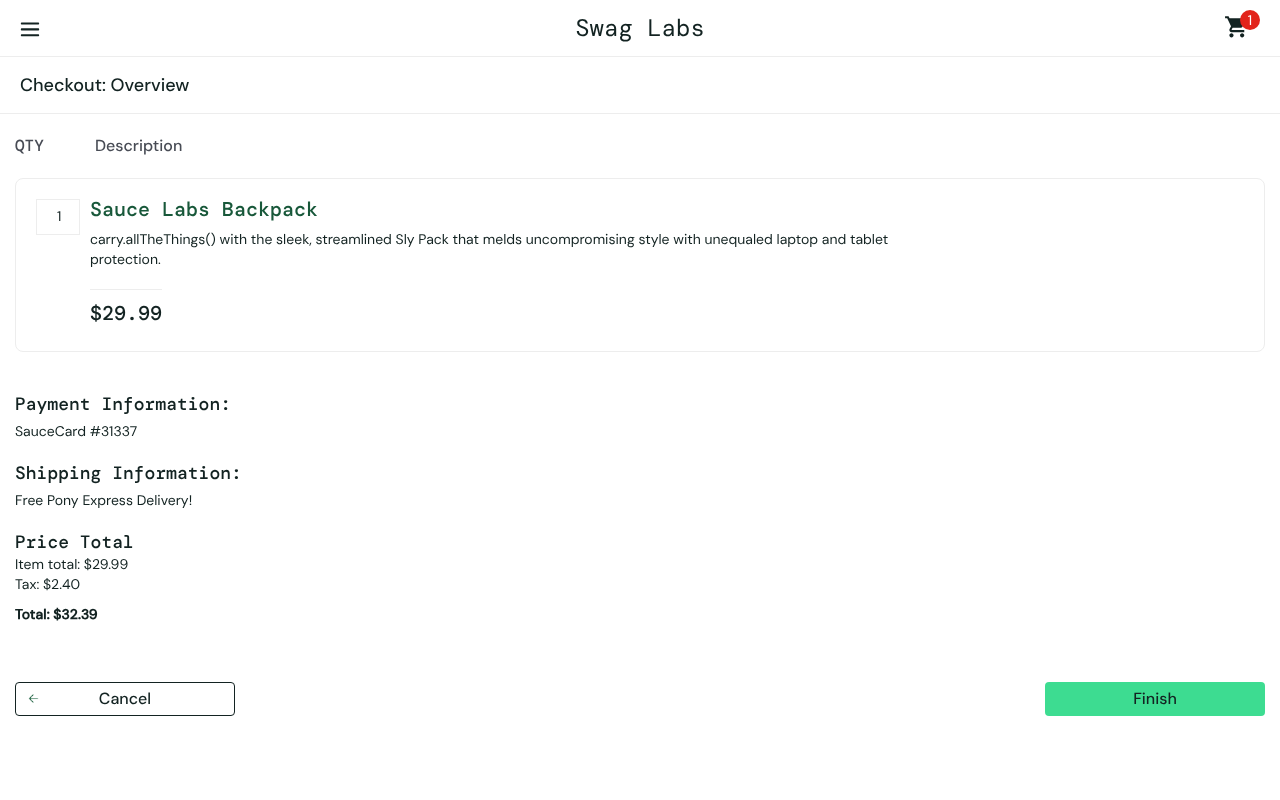 Swag Labs
1
Checkout: Overview
QTY
Description
1
Sauce Labs Backpack
carry.allTheThings() with the sleek, streamlined Sly Pack that melds uncompromising style with unequaled laptop and tablet
protection.
$29.99
Payment Information:
SauceCard #31337
Shipping Information:
Free Pony Express Delivery!
Price Total
Item total: $29.99
Tax: $2.40
Total: $32.39
Cancel
Finish